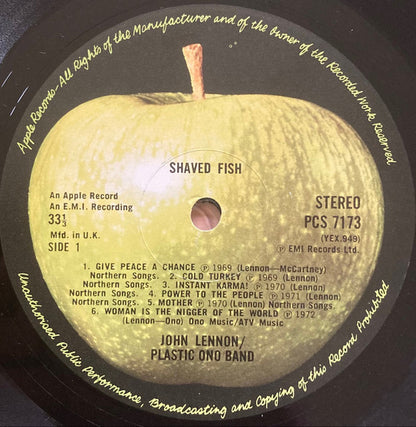 Apple Records-All Rights of the Manufacturer and of the Owner of the Recorded Work Reserved
SHAVED FISH
An Apple Record
An E.M.I. Recording
33⅓
Mfd. in U.K.
SIDE 1
STEREO
PCS 7173
(YEX.949)
Ⓟ EMI Records Ltd.
1. GIVE PEACE A CHANCE Ⓟ 1969 (Lennon—McCartney)
Northern Songs. 2. COLD TURKEY Ⓟ 1969 (Lennon)
Northern Songs. 3. INSTANT KARMA! Ⓟ 1970 (Lennon)
Northern Songs. 4. POWER TO THE PEOPLE Ⓟ 1971 (Lennon)
Northern Songs. 5. MOTHER Ⓟ 1970 (Lennon) Northern Songs.
6. WOMAN IS THE NIGGER OF THE WORLD Ⓟ 1972
(Lennon—Ono) Ono Music/ATV Music
JOHN LENNON/
PLASTIC ONO BAND
Unauthorised Public Performance, Broadcasting and Copying of this Record Prohibited